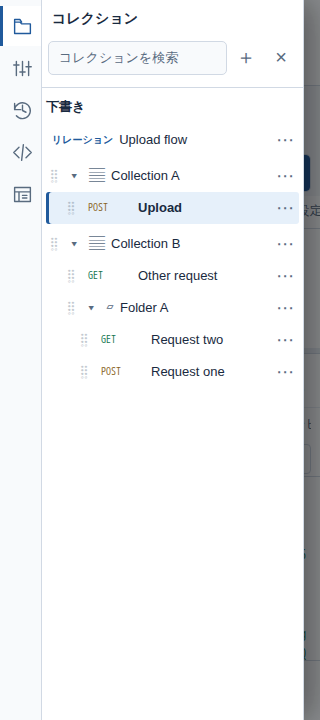 コレクション
コレクションを検索
下書き
リレーション Upload flow
Collection A
POST Upload
Collection B
GET Other request
Folder A
GET Request two
POST Request one
設定